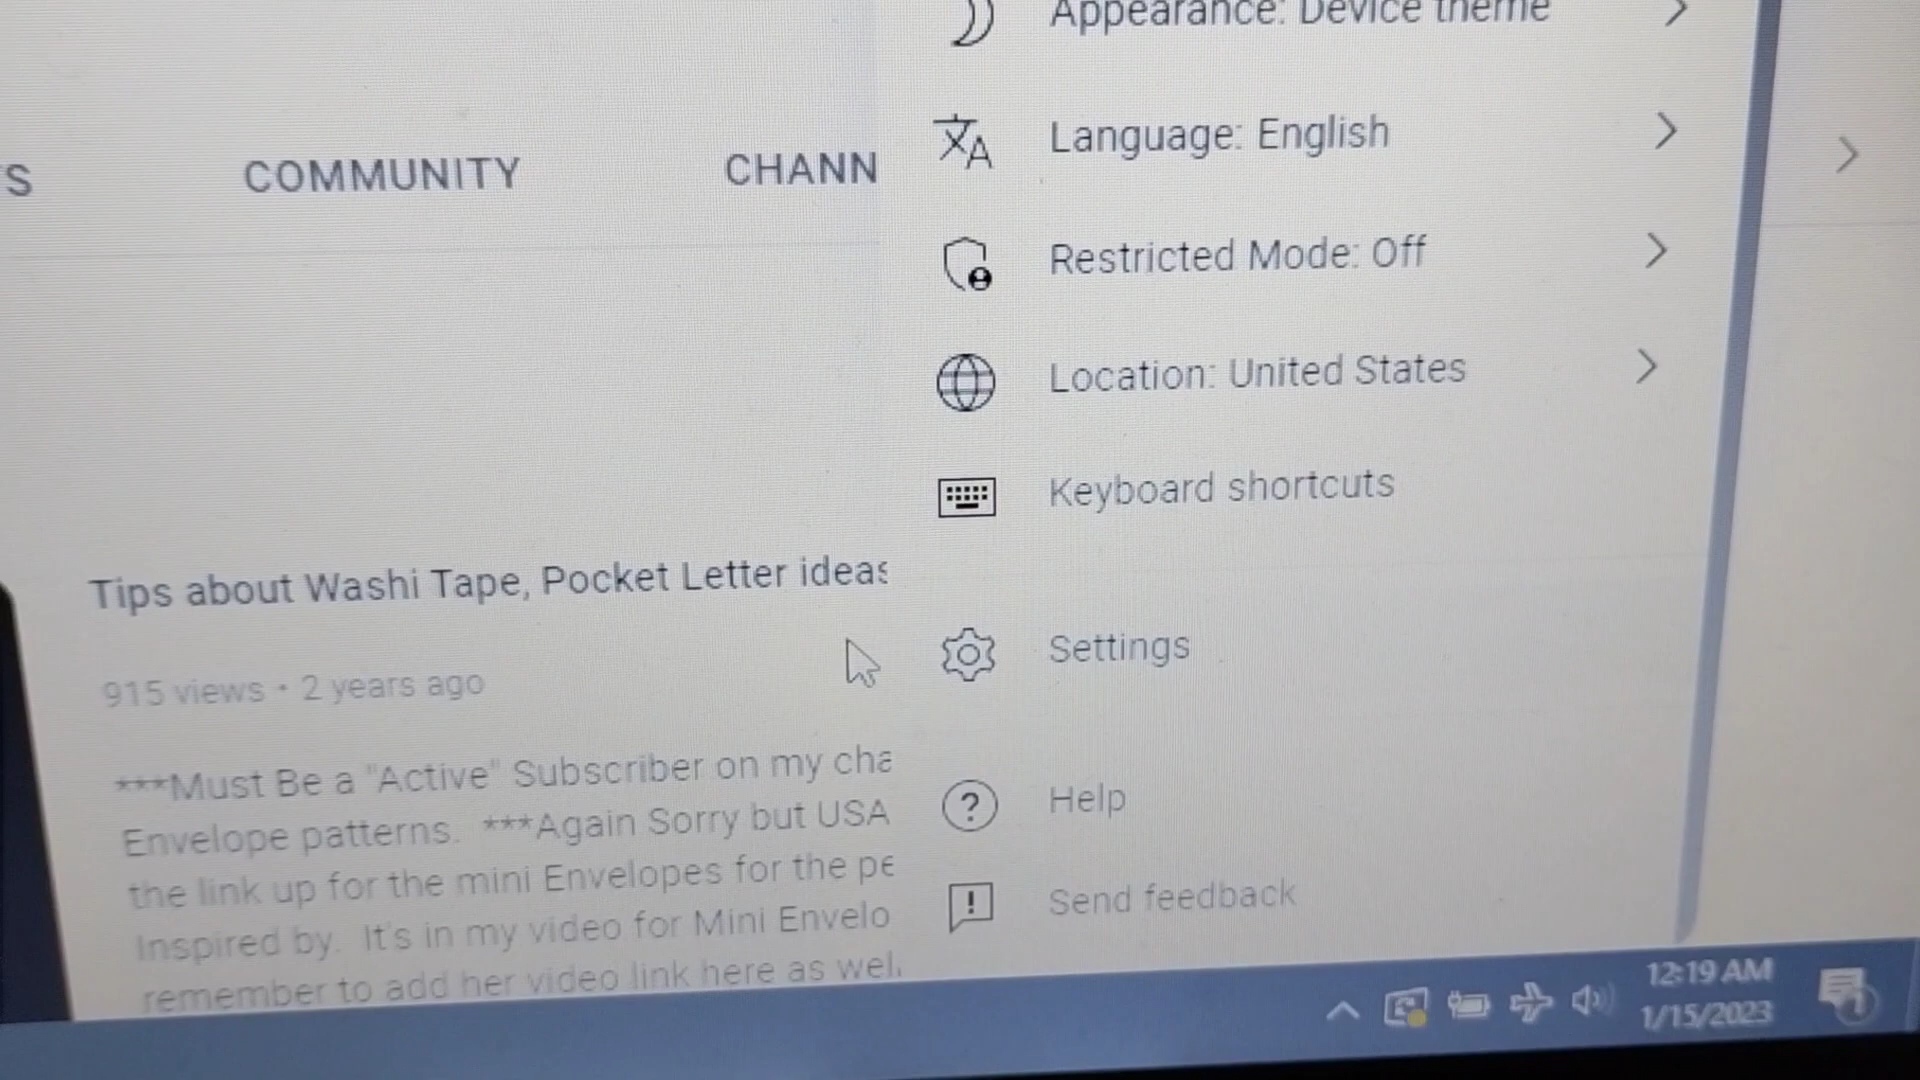 Appearance: Device theme
Language: English
S
COMMUNITY
CHANN
Restricted Mode: Off
Location: United States
Keyboard shortcuts
Tips about Washi Tape, Pocket Letter ideas
915 views • 2 years ago
Settings
***Must Be a "Active" Subscriber on my cha
Envelope patterns. ***Again Sorry but USA
the link up for the mini Envelopes for the pe
Inspired by. It's in my video for Mini Envelo
remember to add her video link here as wel
Help
Send feedback
12:19 AM
1/15/2023
1